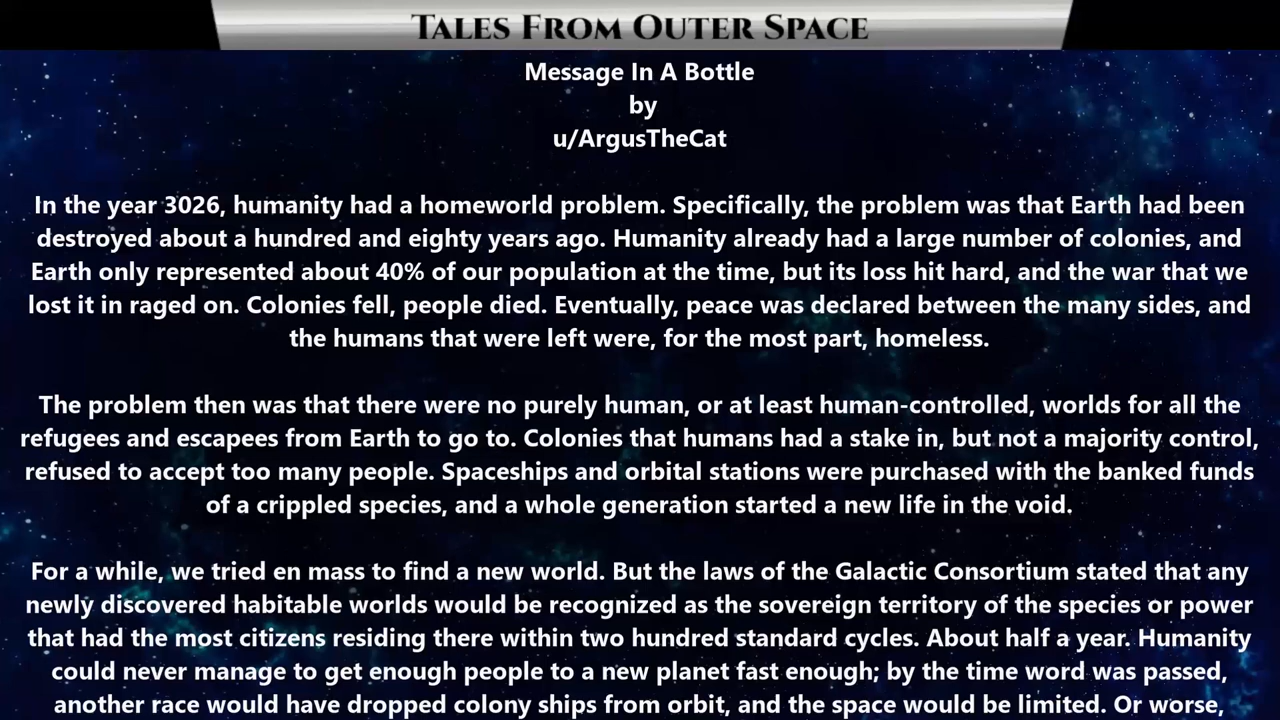 Tales From Outer Space
Message In A Bottle
by
u/ArgusTheCat
In the year 3026, humanity had a homeworld problem. Specifically, the problem was that Earth had been
destroyed about a hundred and eighty years ago. Humanity already had a large number of colonies, and
Earth only represented about 40% of our population at the time, but its loss hit hard, and the war that we
lost it in raged on. Colonies fell, people died. Eventually, peace was declared between the many sides, and
the humans that were left were, for the most part, homeless.
The problem then was that there were no purely human, or at least human-controlled, worlds for all the
refugees and escapees from Earth to go to. Colonies that humans had a stake in, but not a majority control,
refused to accept too many people. Spaceships and orbital stations were purchased with the banked funds
of a crippled species, and a whole generation started a new life in the void.
For a while, we tried en mass to find a new world. But the laws of the Galactic Consortium stated that any
newly discovered habitable worlds would be recognized as the sovereign territory of the species or power
that had the most citizens residing there within two hundred standard cycles. About half a year. Humanity
could never manage to get enough people to a new planet fast enough; by the time word was passed,
another race would have dropped colony ships from orbit, and the space would be limited. Or worse,